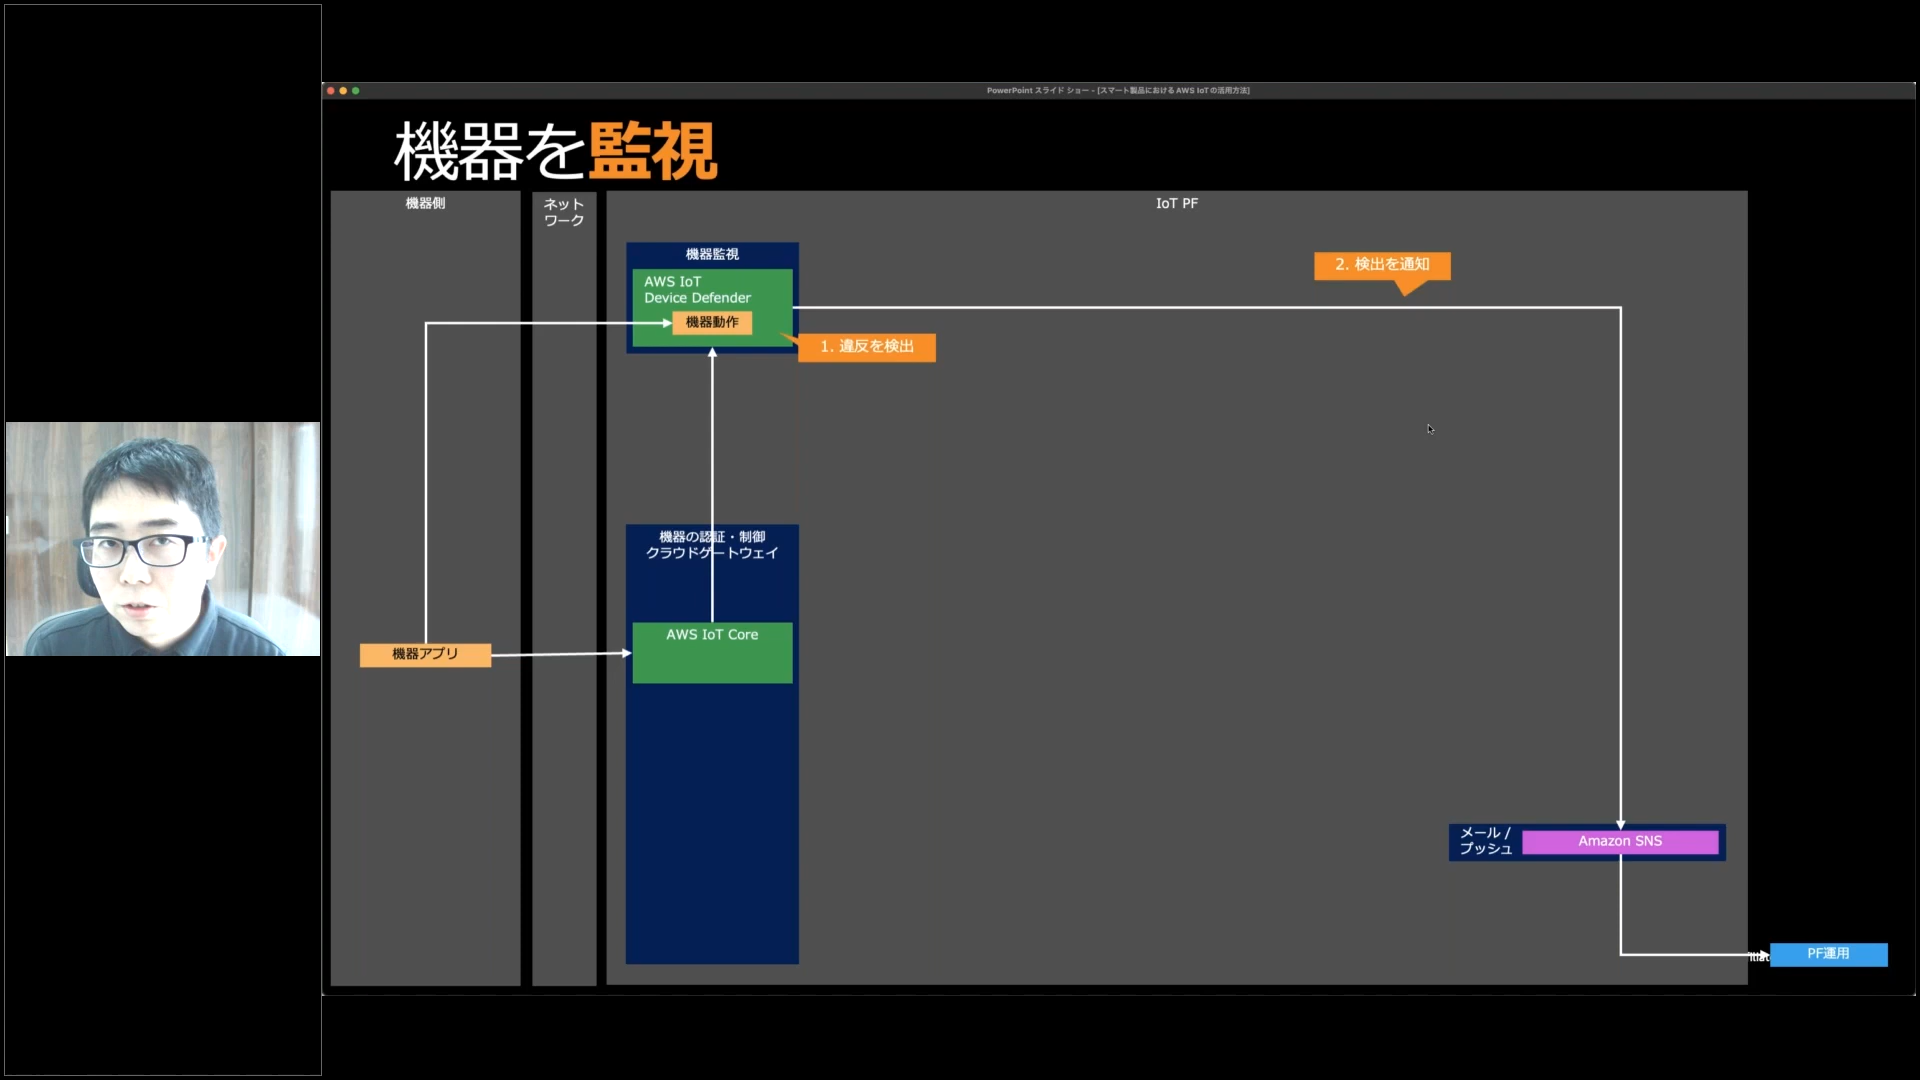 PowerPoint スライド ショー - [スマート製品における AWS IoTの活用方法]
機器を監視
機器側
ネット
ワーク
IoT PF
機器監視
AWS IoT
Device Defender
機器動作
1. 違反を検出
2. 検出を通知
機器の認証・制御
クラウドゲートウェイ
AWS IoT Core
機器アプリ
メール /
プッシュ
Amazon SNS
PF運用